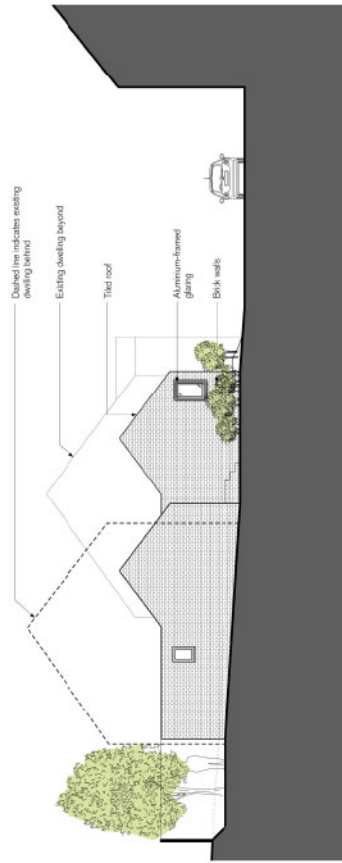 Dashed line indicates existing
dwelling behind
Existing dwelling beyond
Tiled roof
Aluminium-framed
glazing
Brick walls